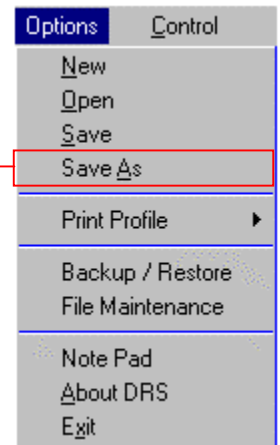 Options Control
New
Open
Save
Save As
Print Profile
Backup / Restore
File Maintenance
Note Pad
About DRS
Exit